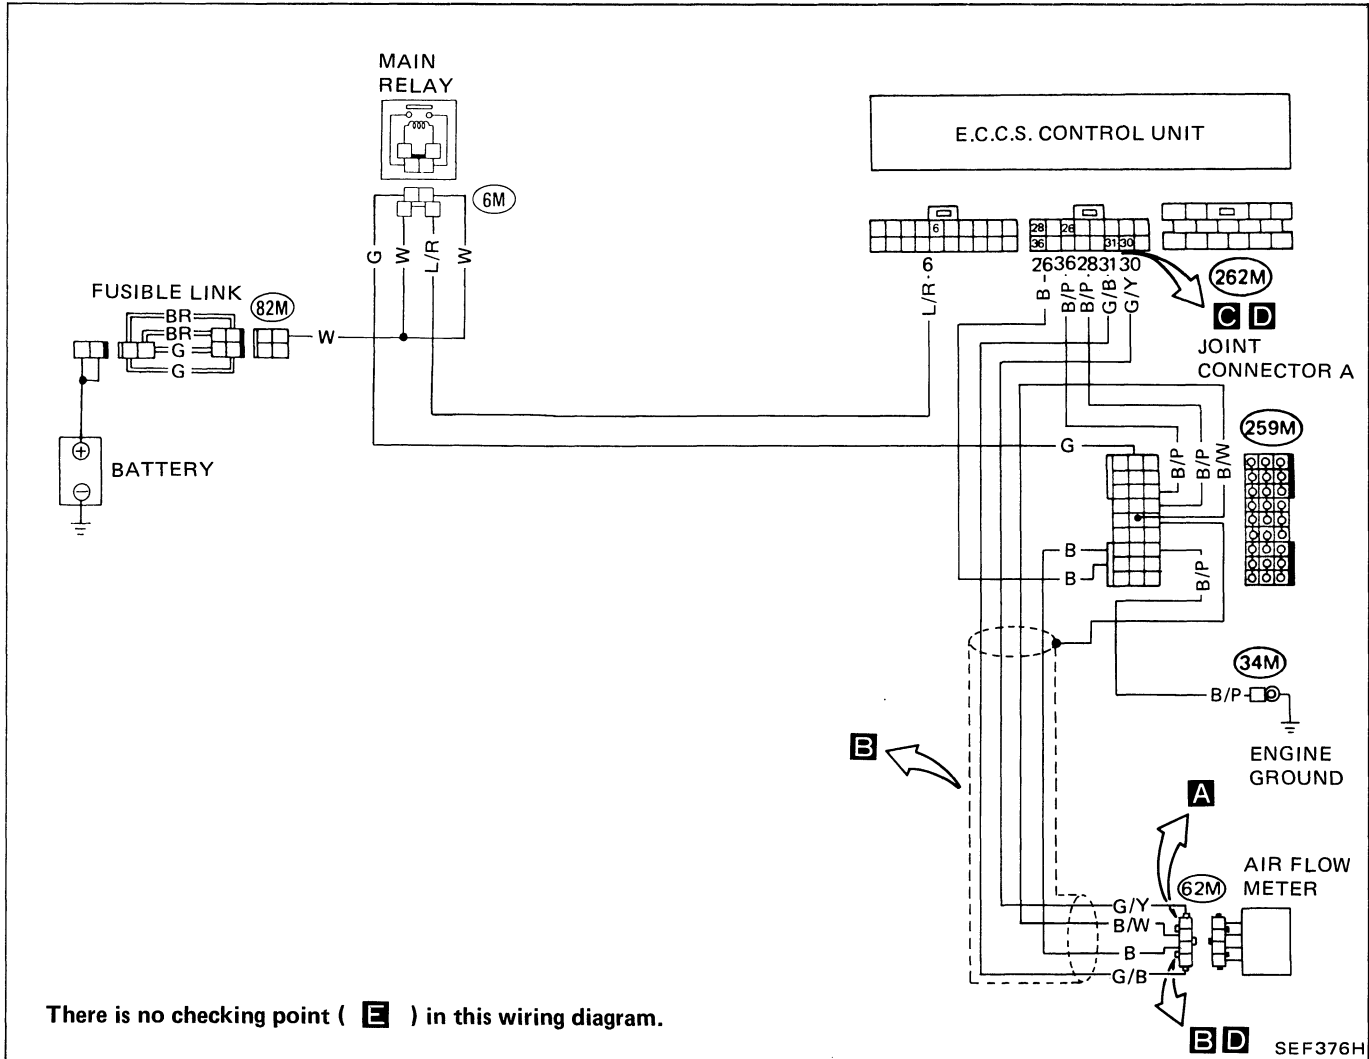 MAIN
RELAY
6M
G
W
L/R
W
FUSIBLE LINK
82M
BR
BR
G
G
W
BATTERY
E.C.C.S. CONTROL UNIT
6
28
26
36
31
30
6
26 36 28 31 30
L/R
B
B/P
B/P
G/B
G/Y
262M
C D
JOINT
CONNECTOR A
259M
G
B/P
B/P
B/W
B
B
B/P
34M
B/P
ENGINE
GROUND
B
A
AIR FLOW
METER
62M
G/Y
B/W
B
G/B
B D
There is no checking point ( E ) in this wiring diagram.
SEF376H